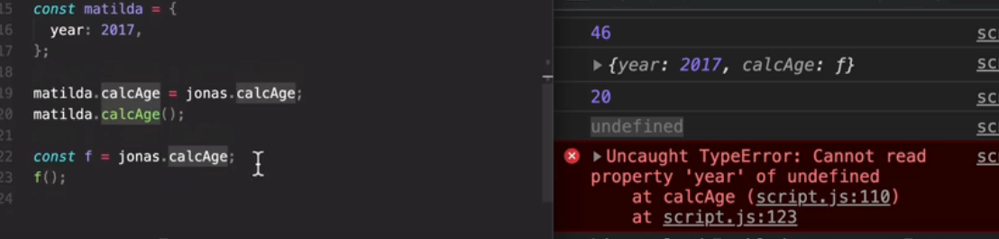 15 const matilda = {
16 year: 2017,
17 };
18
19 matilda.calcAge = jonas.calcAge;
20 matilda.calcAge();
21
22 const f = jonas.calcAge;
23 f();
24
46 scr
▶ {year: 2017, calcAge: f} sc
20 sc
undefined sc
▶ Uncaught TypeError: Cannot read sc
property 'year' of undefined
at calcAge (script.js:110)
at script.js:123